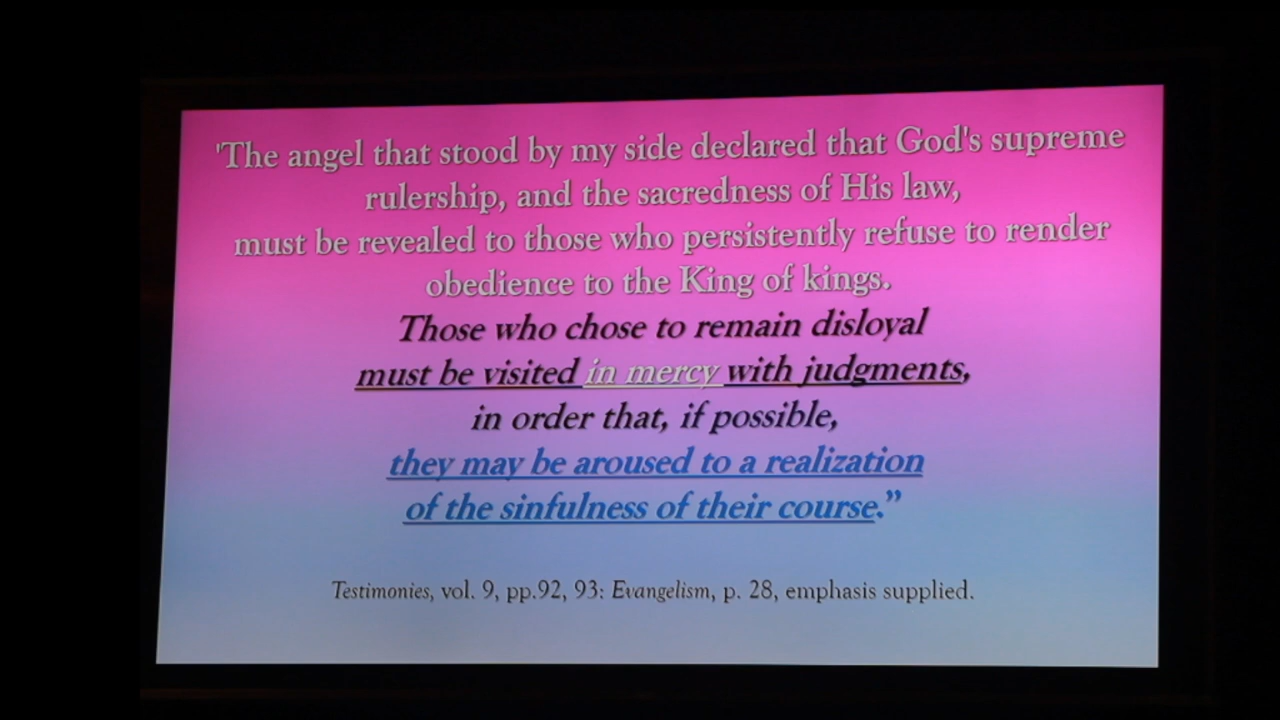 'The angel that stood by my side declared that God's supreme
rulership, and the sacredness of His law,
must be revealed to those who persistently refuse to render
obedience to the King of kings.
Those who chose to remain disloyal
must be visited in mercy with judgments,
in order that, if possible,
they may be aroused to a realization
of the sinfulness of their course.”
Testimonies, vol. 9, pp.92, 93: Evangelism, p. 28, emphasis supplied.